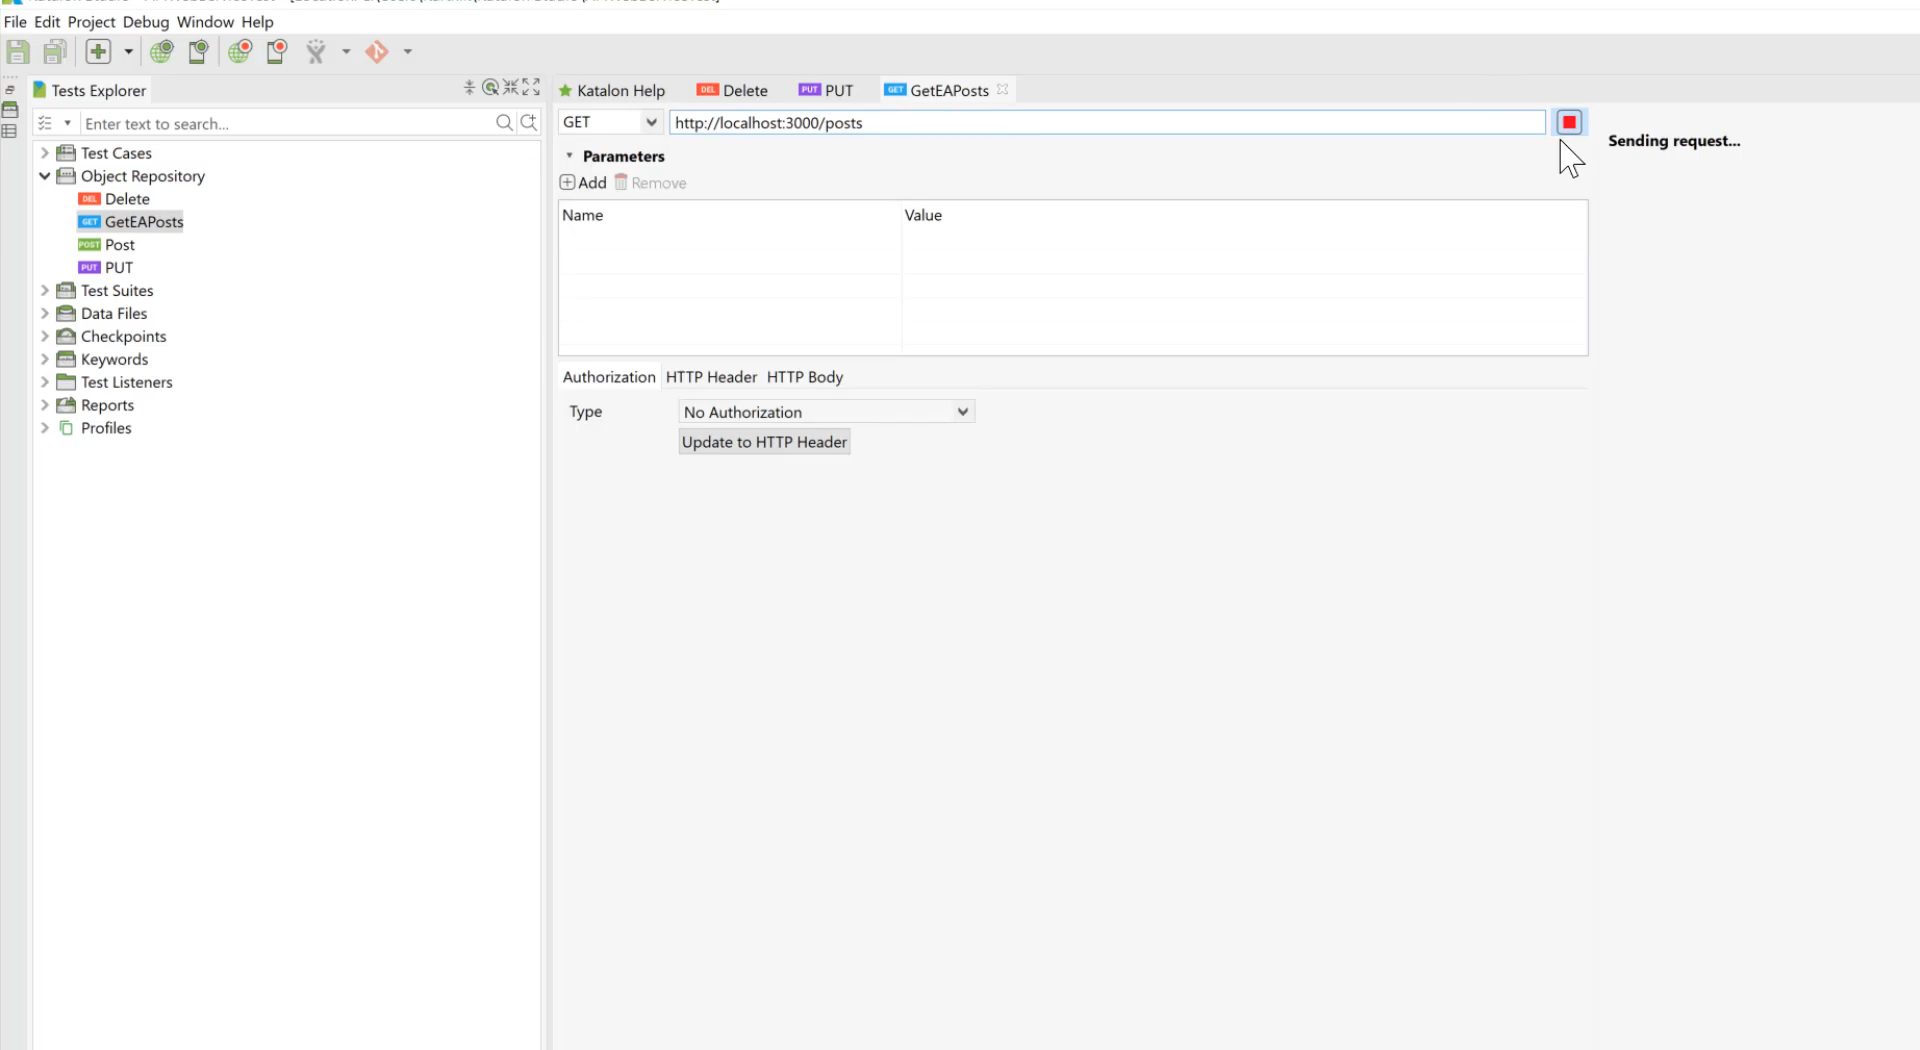 File Edit Project Debug Window Help
Tests Explorer
Enter text to search...
Test Cases
Object Repository
DEL Delete
GET GetEAPosts
POST Post
PUT PUT
Test Suites
Data Files
Checkpoints
Keywords
Test Listeners
Reports
Profiles
Katalon Help DEL Delete PUT PUT GET GetEAPosts
GET http://localhost:3000/posts
Parameters
Add Remove
Name Value
Authorization HTTP Header HTTP Body
Type No Authorization
Update to HTTP Header
Sending request...